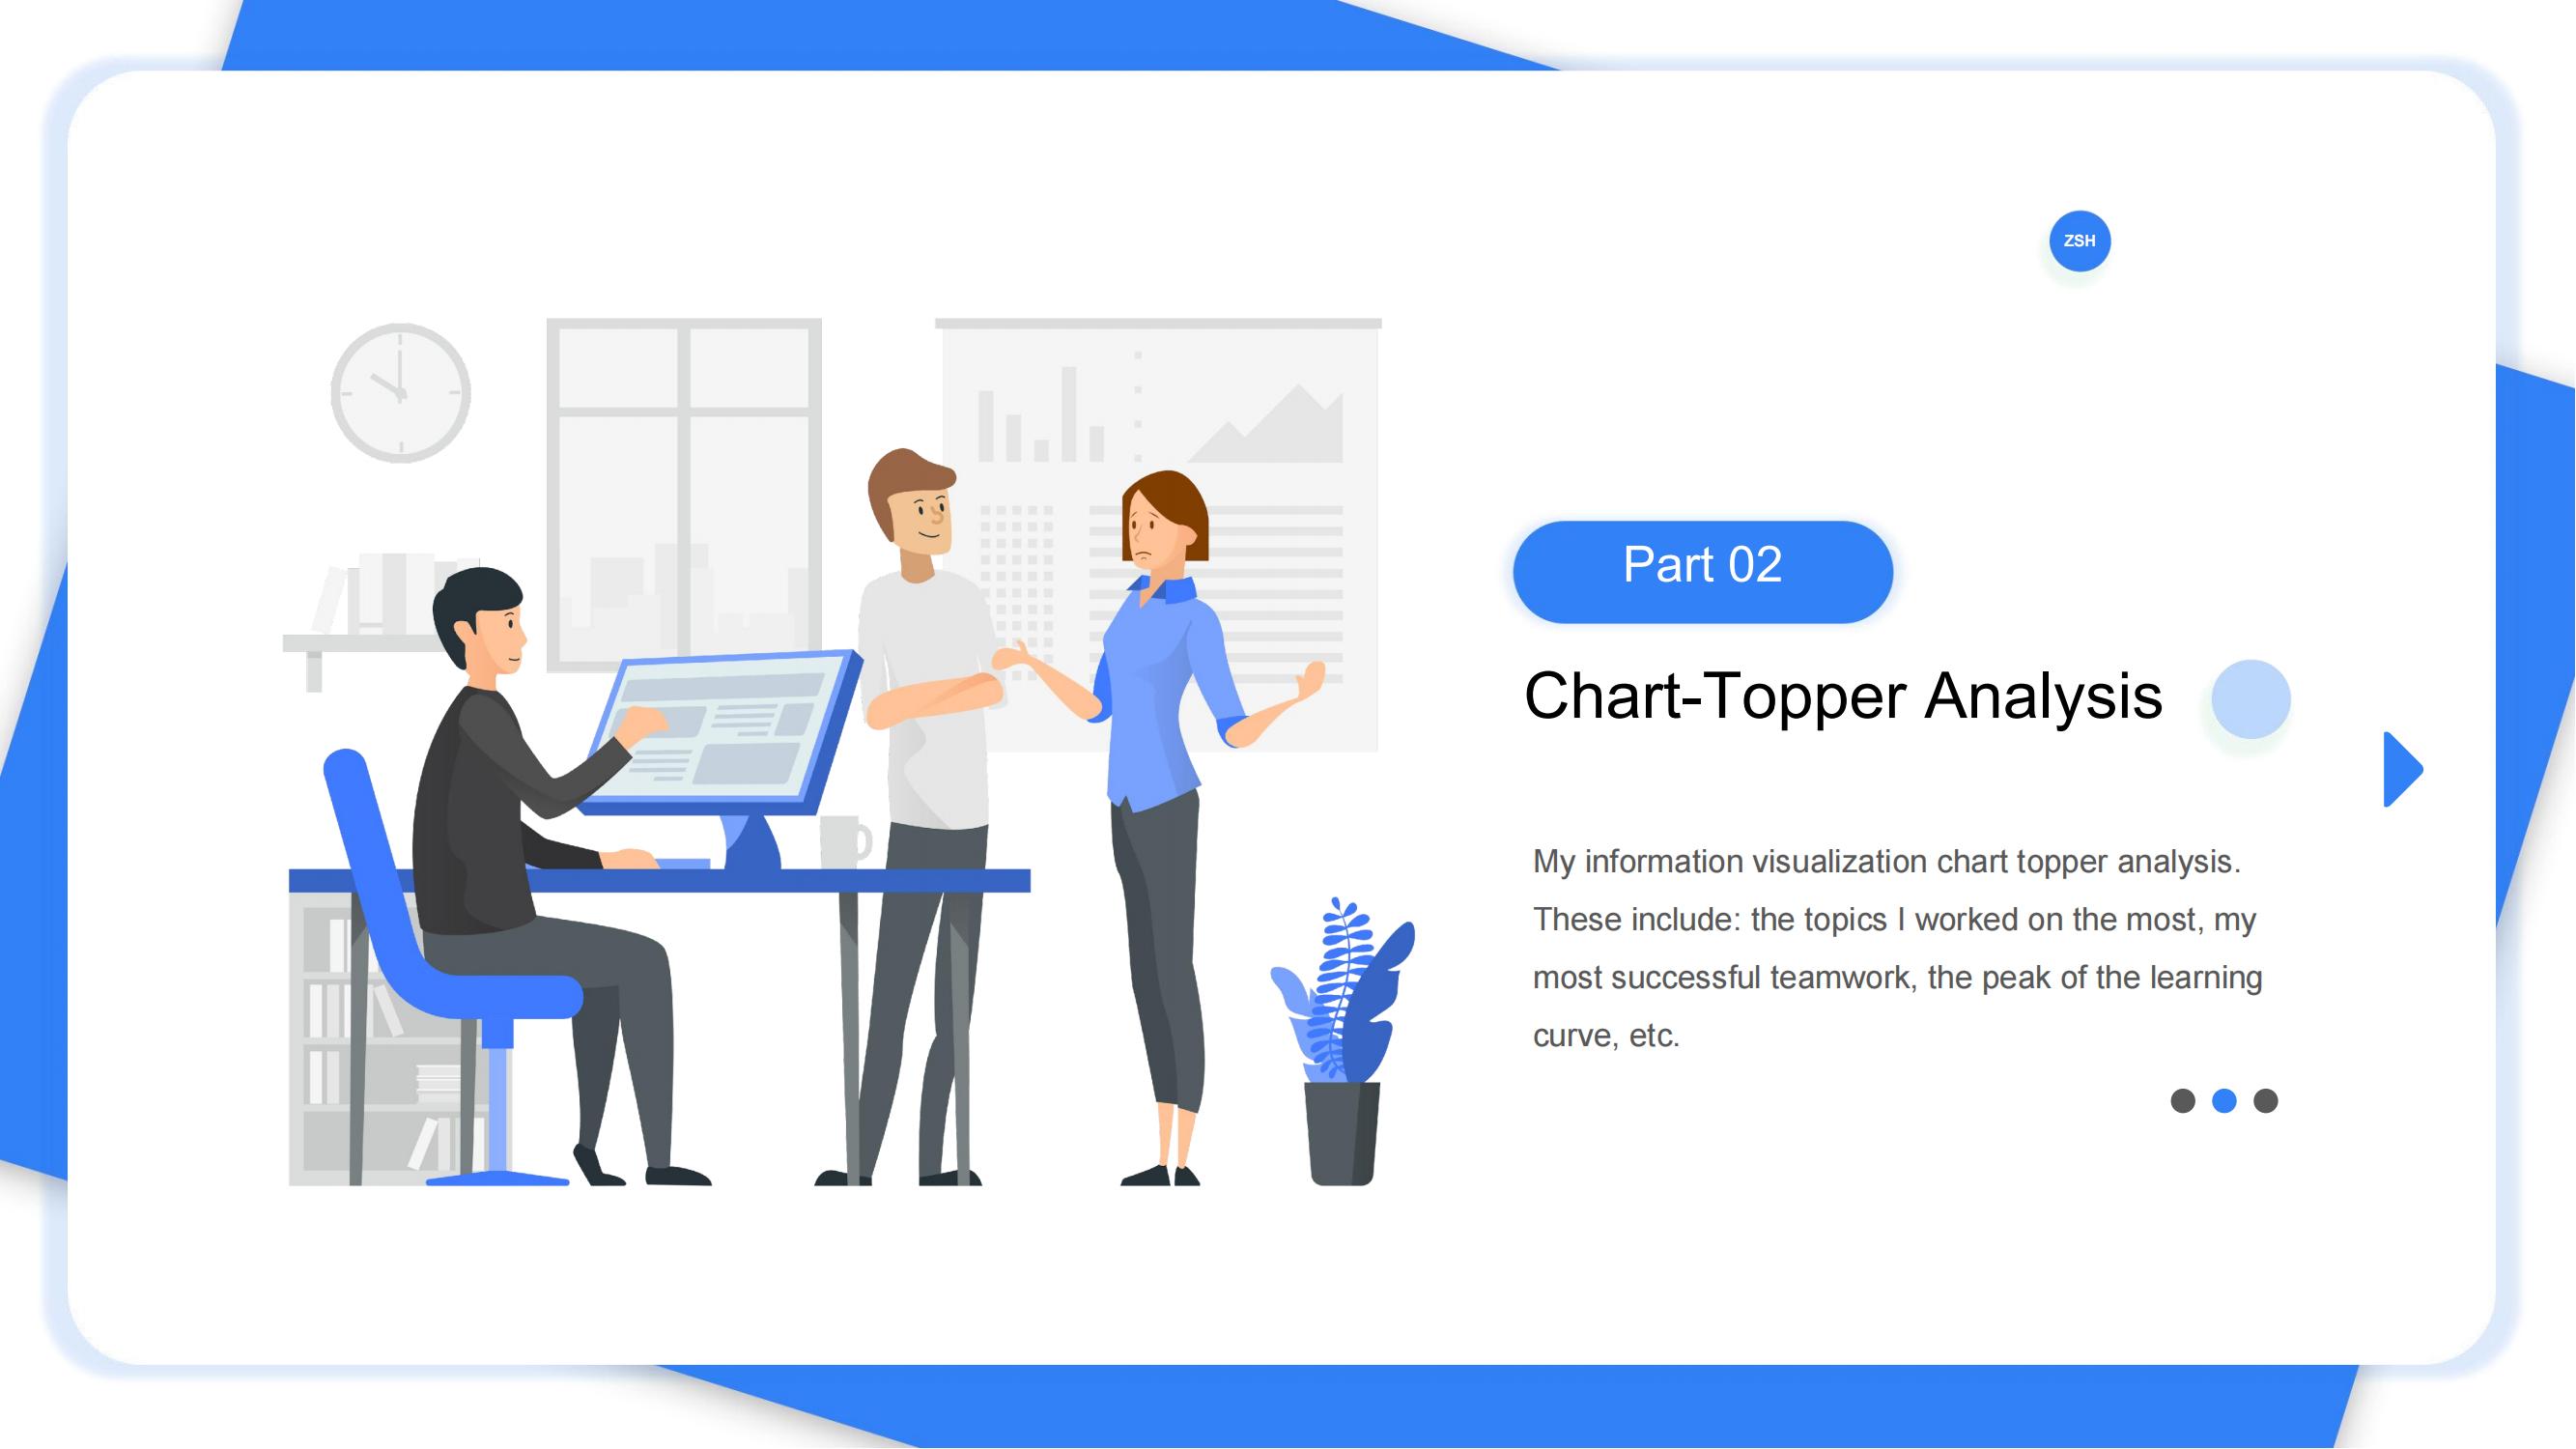 ZSH
Part 02
Chart-Topper Analysis
My information visualization chart topper analysis.
These include: the topics I worked on the most, my
most successful teamwork, the peak of the learning
curve, etc.